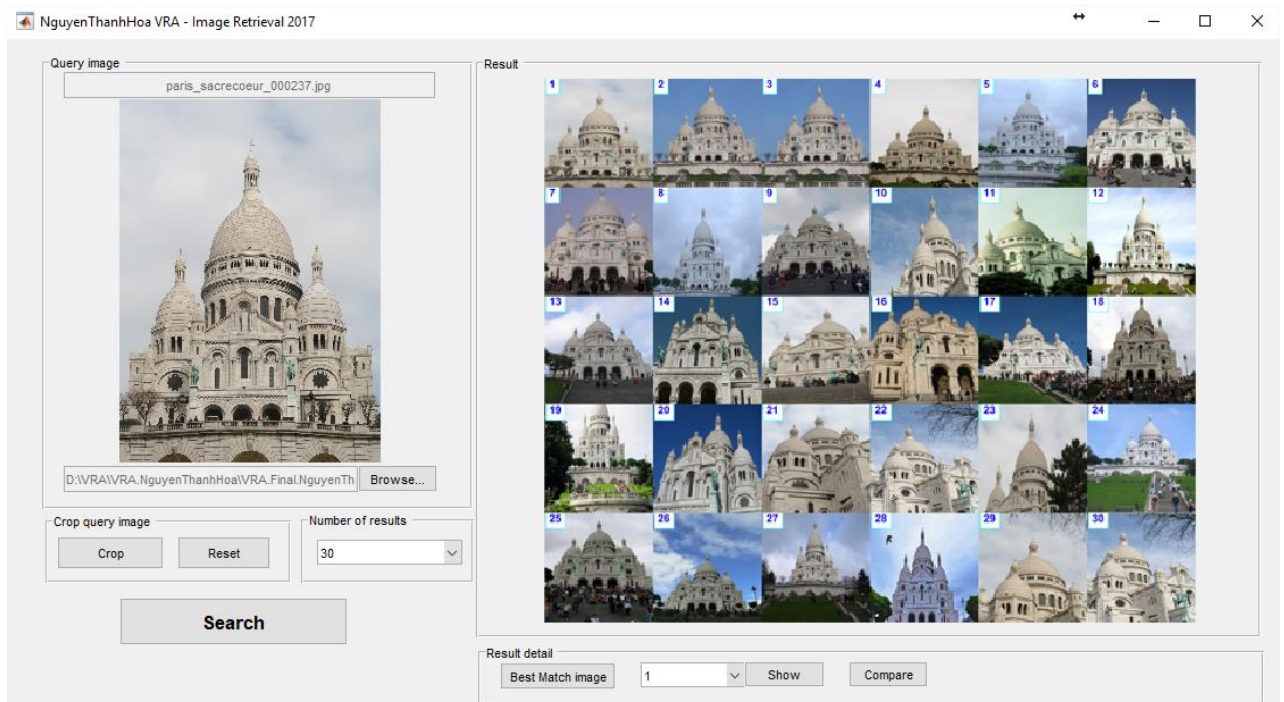 NguyenThanhHoa VRA - Image Retrieval 2017
Query image
paris_sacrecoeur_000237.jpg
D:\VRA\VRA.NguyenThanhHoa\VRA.Final.NguyenTh
Browse...
Crop query image
Crop
Reset
Number of results
30
Search
Result
1 2 3 4 5 6
7 8 9 10 11 12
13 14 15 16 17 18
19 20 21 22 23 24
25 26 27 28 29 30
Result detail
Best Match image
1
Show
Compare